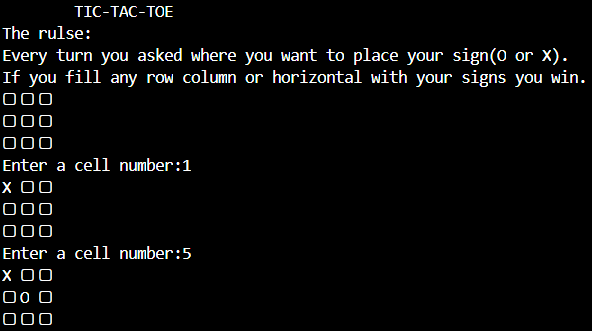 TIC-TAC-TOE
The rulse:
Every turn you asked where you want to place your sign(O or X).
If you fill any row column or horizontal with your signs you win.
▢▢▢
▢▢▢
▢▢▢
Enter a cell number:1
X ▢▢
▢▢▢
▢▢▢
Enter a cell number:5
X ▢▢
▢O ▢
▢▢▢